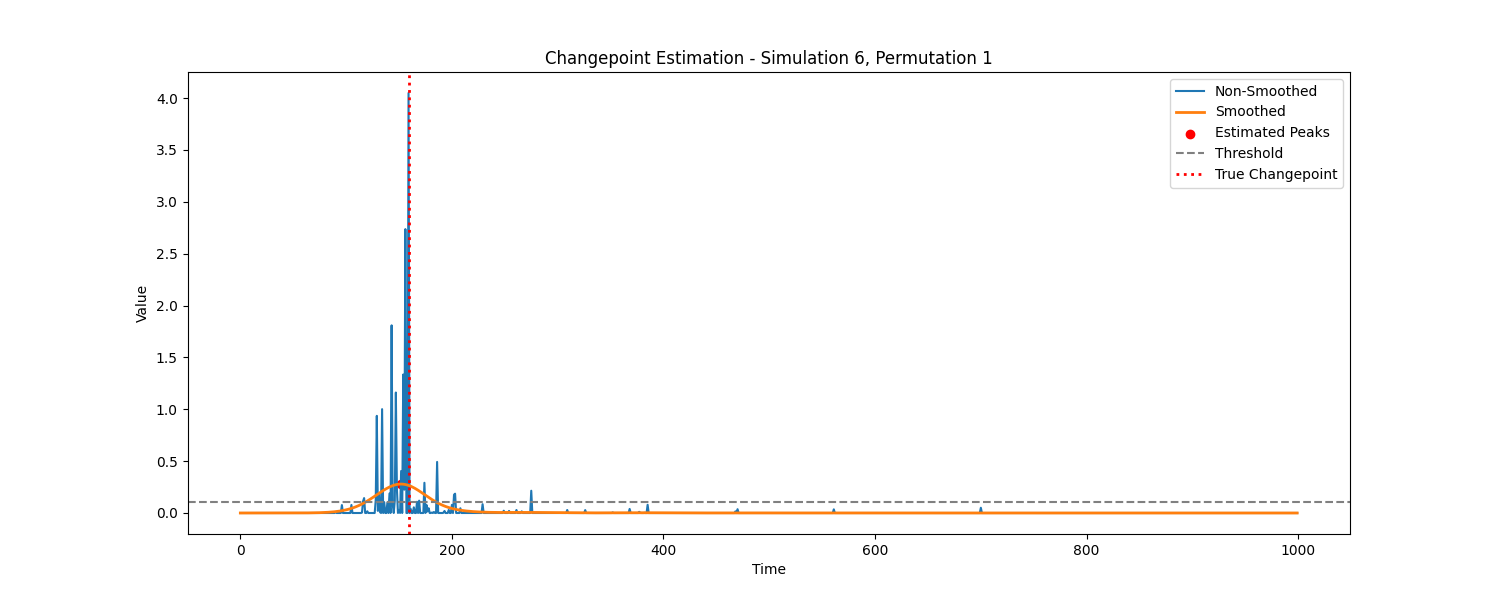 Changepoint Estimation - Simulation 6, Permutation 1
Non-Smoothed
Smoothed
Estimated Peaks
Threshold
True Changepoint
4.0
3.5
3.0
2.5
2.0
1.5
1.0
0.5
0.0
Value
0 200 400 600 800 1000
Time